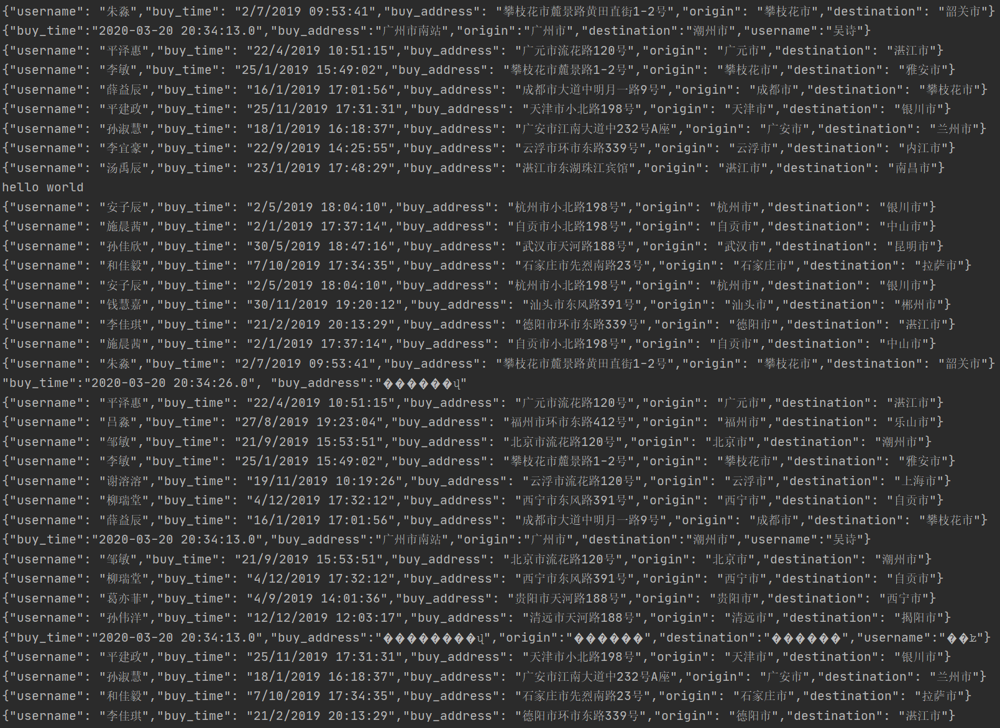 {"username": "朱淼","buy_time": "2/7/2019 09:53:41","buy_address": "攀枝花市麓景路黄田直街1-2号","origin": "攀枝花市","destination": "韶关市"}
{"buy_time":"2020-03-20 20:34:13.0","buy_address":"广州市南站","origin":"广州市","destination":"潮州市","username":"吴诗"}
{"username": "平泽惠","buy_time": "22/4/2019 10:51:15","buy_address": "广元市流花路120号","origin": "广元市","destination": "湛江市"}
{"username": "李敏","buy_time": "25/1/2019 15:49:02","buy_address": "攀枝花市麓景路1-2号","origin": "攀枝花市","destination": "雅安市"}
{"username": "薛益辰","buy_time": "16/1/2019 17:01:56","buy_address": "成都市大道中明月一路9号","origin": "成都市","destination": "攀枝花市"}
{"username": "平建政","buy_time": "25/11/2019 17:31:31","buy_address": "天津市小北路198号","origin": "天津市","destination": "银川市"}
{"username": "孙淑慧","buy_time": "18/1/2019 16:18:37","buy_address": "广安市江南大道中232号A座","origin": "广安市","destination": "兰州市"}
{"username": "李宜豪","buy_time": "22/9/2019 14:25:55","buy_address": "云浮市环市东路339号","origin": "云浮市","destination": "内江市"}
{"username": "汤禹辰","buy_time": "23/1/2019 17:48:29","buy_address": "湛江市东湖珠江宾馆","origin": "湛江市","destination": "南昌市"}
hello world
{"username": "安子辰","buy_time": "2/5/2019 18:04:10","buy_address": "杭州市小北路198号","origin": "杭州市","destination": "银川市"}
{"username": "施晨茜","buy_time": "2/1/2019 17:37:14","buy_address": "自贡市小北路198号","origin": "自贡市","destination": "中山市"}
{"username": "孙佳欣","buy_time": "30/5/2019 18:47:16","buy_address": "武汉市天河路188号","origin": "武汉市","destination": "昆明市"}
{"username": "和佳毅","buy_time": "7/10/2019 17:34:35","buy_address": "石家庄市先烈南路23号","origin": "石家庄市","destination": "拉萨市"}
{"username": "安子辰","buy_time": "2/5/2019 18:04:10","buy_address": "杭州市小北路198号","origin": "杭州市","destination": "银川市"}
{"username": "钱慧嘉","buy_time": "30/11/2019 19:20:12","buy_address": "汕头市东风路391号","origin": "汕头市","destination": "郴州市"}
{"username": "李佳琪","buy_time": "21/2/2019 20:13:29","buy_address": "德阳市环市东路339号","origin": "德阳市","destination": "湛江市"}
{"username": "施晨茜","buy_time": "2/1/2019 17:37:14","buy_address": "自贡市小北路198号","origin": "自贡市","destination": "中山市"}
{"username": "朱淼","buy_time": "2/7/2019 09:53:41","buy_address": "攀枝花市麓景路黄田直街1-2号","origin": "攀枝花市","destination": "韶关市"}
"buy_time":"2020-03-20 20:34:26.0", "buy_address":"������ɥ"
{"username": "平泽惠","buy_time": "22/4/2019 10:51:15","buy_address": "广元市流花路120号","origin": "广元市","destination": "湛江市"}
{"username": "吕淼","buy_time": "27/8/2019 19:23:04","buy_address": "福州市环市东路412号","origin": "福州市","destination": "乐山市"}
{"username": "邹敏","buy_time": "21/9/2019 15:53:51","buy_address": "北京市流花路120号","origin": "北京市","destination": "潮州市"}
{"username": "李敏","buy_time": "25/1/2019 15:49:02","buy_address": "攀枝花市麓景路1-2号","origin": "攀枝花市","destination": "雅安市"}
{"username": "谢溶溶","buy_time": "19/11/2019 10:19:26","buy_address": "云浮市流花路120号","origin": "云浮市","destination": "上海市"}
{"username": "柳瑞堂","buy_time": "4/12/2019 17:32:12","buy_address": "西宁市东风路391号","origin": "西宁市","destination": "自贡市"}
{"username": "薛益辰","buy_time": "16/1/2019 17:01:56","buy_address": "成都市大道中明月一路9号","origin": "成都市","destination": "攀枝花市"}
{"buy_time":"2020-03-20 20:34:13.0","buy_address":"广州市南站","origin":"广州市","destination":"潮州市","username":"吴诗"}
{"username": "邹敏","buy_time": "21/9/2019 15:53:51","buy_address": "北京市流花路120号","origin": "北京市","destination": "潮州市"}
{"username": "柳瑞堂","buy_time": "4/12/2019 17:32:12","buy_address": "西宁市东风路391号","origin": "西宁市","destination": "自贡市"}
{"username": "葛亦菲","buy_time": "4/9/2019 14:01:36","buy_address": "贵阳市天河路188号","origin": "贵阳市","destination": "西宁市"}
{"username": "孙伟洋","buy_time": "12/12/2019 12:03:17","buy_address": "清远市天河路188号","origin": "清远市","destination": "揭阳市"}
{"buy_time":"2020-03-20 20:34:13.0","buy_address":"��������ɥ","origin":"������","destination":"������","username":"��ʫ"}
{"username": "平建政","buy_time": "25/11/2019 17:31:31","buy_address": "天津市小北路198号","origin": "天津市","destination": "银川市"}
{"username": "孙淑慧","buy_time": "18/1/2019 16:18:37","buy_address": "广安市江南大道中232号A座","origin": "广安市","destination": "兰州市"}
{"username": "和佳毅","buy_time": "7/10/2019 17:34:35","buy_address": "石家庄市先烈南路23号","origin": "石家庄市","destination": "拉萨市"}
{"username": "李佳琪","buy_time": "21/2/2019 20:13:29","buy_address": "德阳市环市东路339号","origin": "德阳市","destination": "湛江市"}